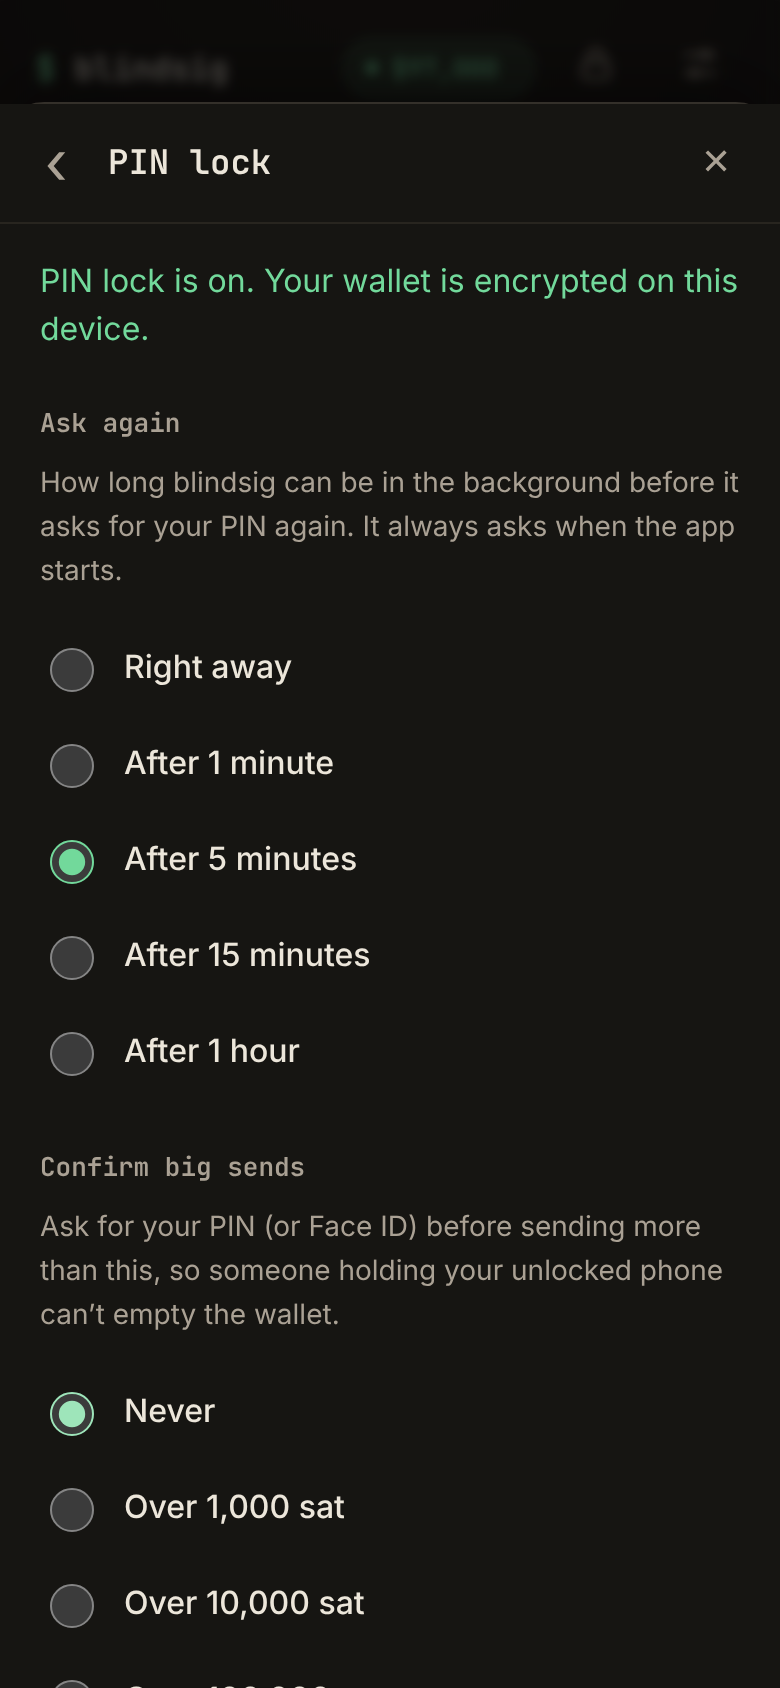 blindsig
PIN lock
PIN lock is on. Your wallet is encrypted on this
device.
Ask again
How long blindsig can be in the background before it
asks for your PIN again. It always asks when the app
starts.
Right away
After 1 minute
After 5 minutes
After 15 minutes
After 1 hour
Confirm big sends
Ask for your PIN (or Face ID) before sending more
than this, so someone holding your unlocked phone
can’t empty the wallet.
Never
Over 1,000 sat
Over 10,000 sat